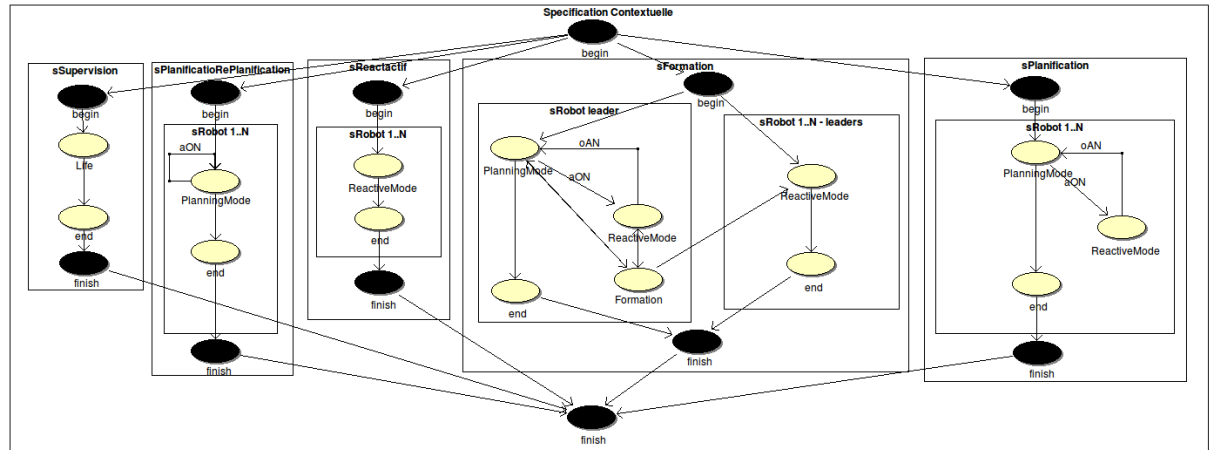 Specification Contextuelle
begin
sSupervision
begin
Life
end
finish
sPlanificatioRePlanification
begin
sRobot 1..N
aON
PlanningMode
end
finish
sReactactif
begin
sRobot 1..N
ReactiveMode
end
finish
sFormation
begin
sRobot leader
oAN
PlanningMode
aON
ReactiveMode
Formation
end
sRobot 1..N - leaders
ReactiveMode
end
finish
sPlanification
begin
sRobot 1..N
oAN
PlanningMode
aON
ReactiveMode
end
finish
finish